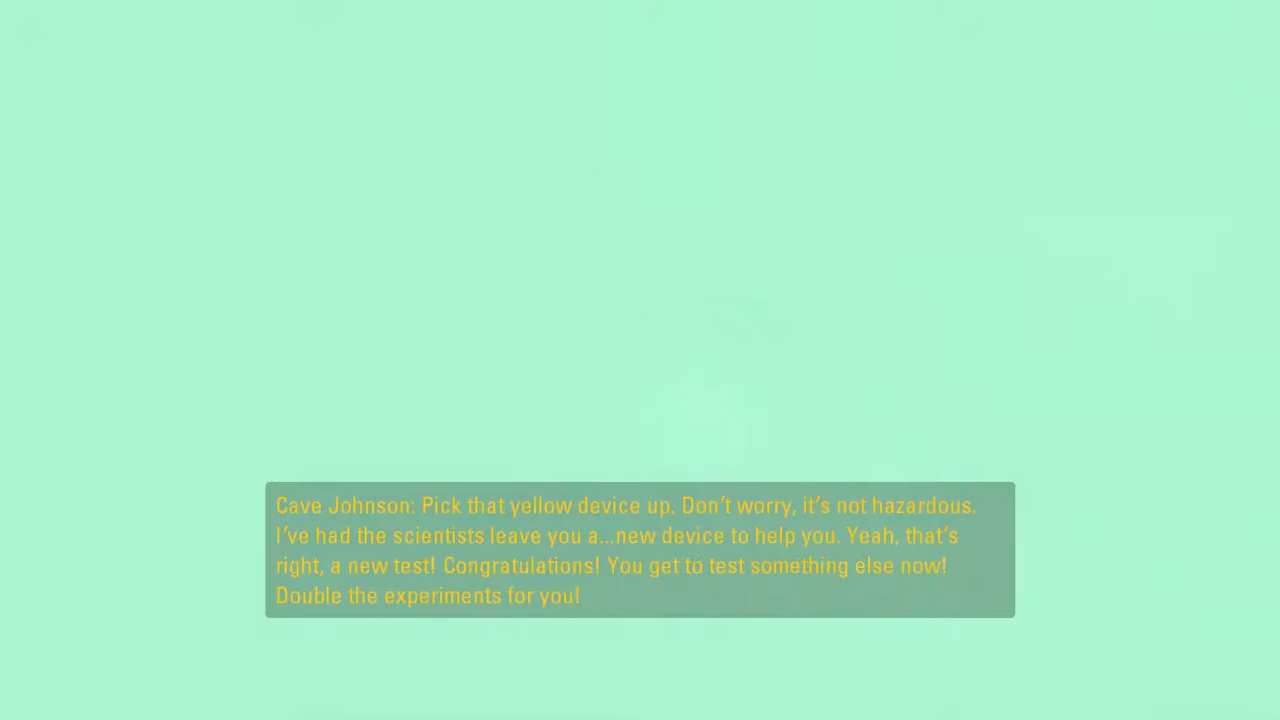 Cave Johnson: Pick that yellow device up. Don't worry, it's not hazardous.
I've had the scientists leave you a...new device to help you. Yeah, that's
right, a new test! Congratulations! You get to test something else now!
Double the experiments for you!